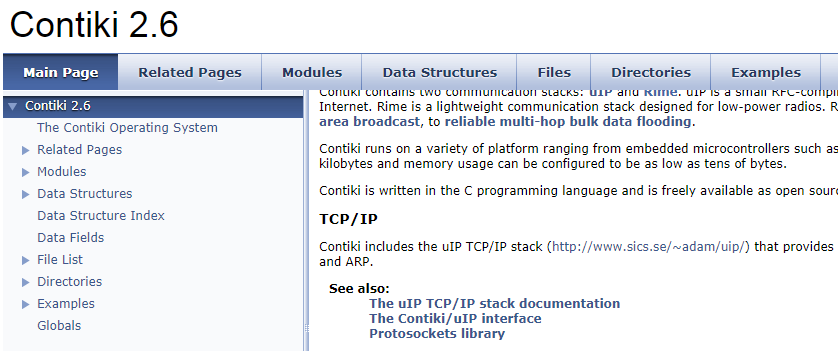 Contiki 2.6
Main Page Related Pages Modules Data Structures Files Directories Examples
Contiki 2.6
The Contiki Operating System
Related Pages
Modules
Data Structures
Data Structure Index
Data Fields
File List
Directories
Examples
Globals
Contiki contains two communication stacks: uIP and Rime. uIP is a small RFC-compl
Internet. Rime is a lightweight communication stack designed for low-power radios. R
area broadcast, to reliable multi-hop bulk data flooding.
Contiki runs on a variety of platform ranging from embedded microcontrollers such as
kilobytes and memory usage can be configured to be as low as tens of bytes.
Contiki is written in the C programming language and is freely available as open sour
TCP/IP
Contiki includes the uIP TCP/IP stack (http://www.sics.se/~adam/uip/) that provides
and ARP.
See also:
The uIP TCP/IP stack documentation
The Contiki/uIP interface
Protosockets library